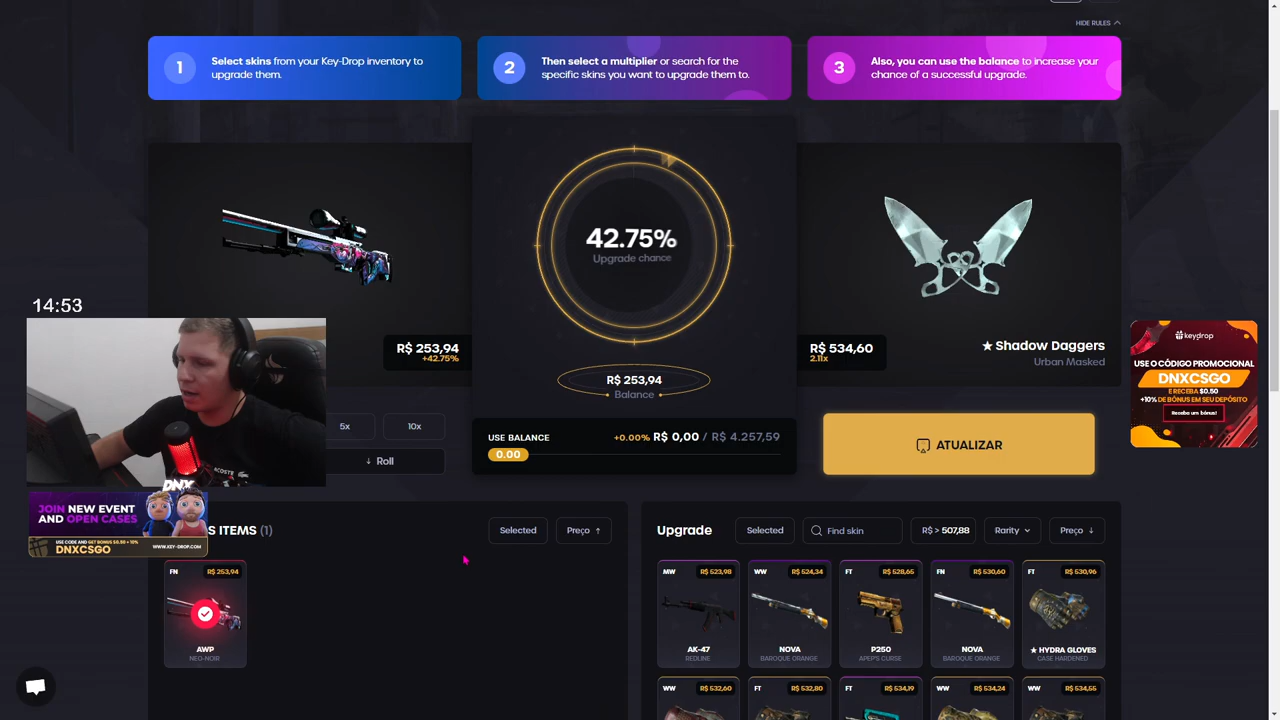 HIDE RULES
1
Select skins from your Key-Drop inventory to
upgrade them.
2
Then select a multiplier or search for the
specific skins you want to upgrade them to.
3
Also, you can use the balance to increase your
chance of a successful upgrade.
42.75%
Upgrade chance
R$ 253,94
+42.75%
R$ 534,60
2.11x
★ Shadow Daggers
Urban Masked
14:53
R$ 253,94
Balance
5x
10x
Roll
USE BALANCE
+0.00% R$ 0,00 / R$ 4.257,59
0.00
ATUALIZAR
keydrop
USE O CÓDIGO PROMOCIONAL
DNXCSGO
E RECEBA $0,50
+10% DE BÔNUS EM SEU DEPÓSITO
Receba um bônus!
LACOSTE
DNX
JOIN NEW EVENT
AND OPEN CASES
USE CODE AND GET BONUS $0.50 + 10%
DNXCSGO
WWW.KEY-DROP.COM
S ITEMS (1)
Selected
Preço
Upgrade
Selected
Find skin
R$ > 507,88
Rarity
Preço
FN
R$ 253,94
AWP
NEO-NOIR
MW
R$ 523,98
AK-47
REDLINE
WW
R$ 524,34
NOVA
BAROQUE ORANGE
FT
R$ 528,65
P250
APEP'S CURSE
FN
R$ 530,60
NOVA
BAROQUE ORANGE
FT
R$ 530,96
★ HYDRA GLOVES
CASE HARDENED
WW
R$ 532,60
FT
R$ 532,80
FT
R$ 534,19
WW
R$ 534,24
WW
R$ 534,55